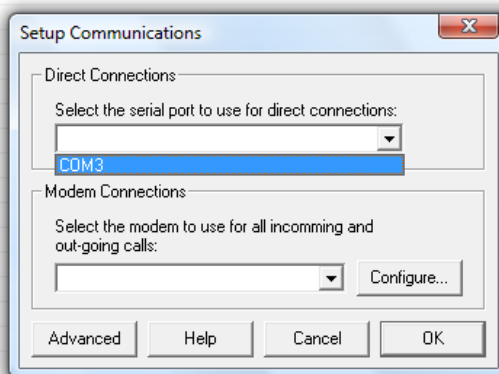 Setup Communications
Direct Connections
Select the serial port to use for direct connections:
COM3
Modem Connections
Select the modem to use for all incomming and
out-going calls:
Configure...
Advanced Help Cancel OK